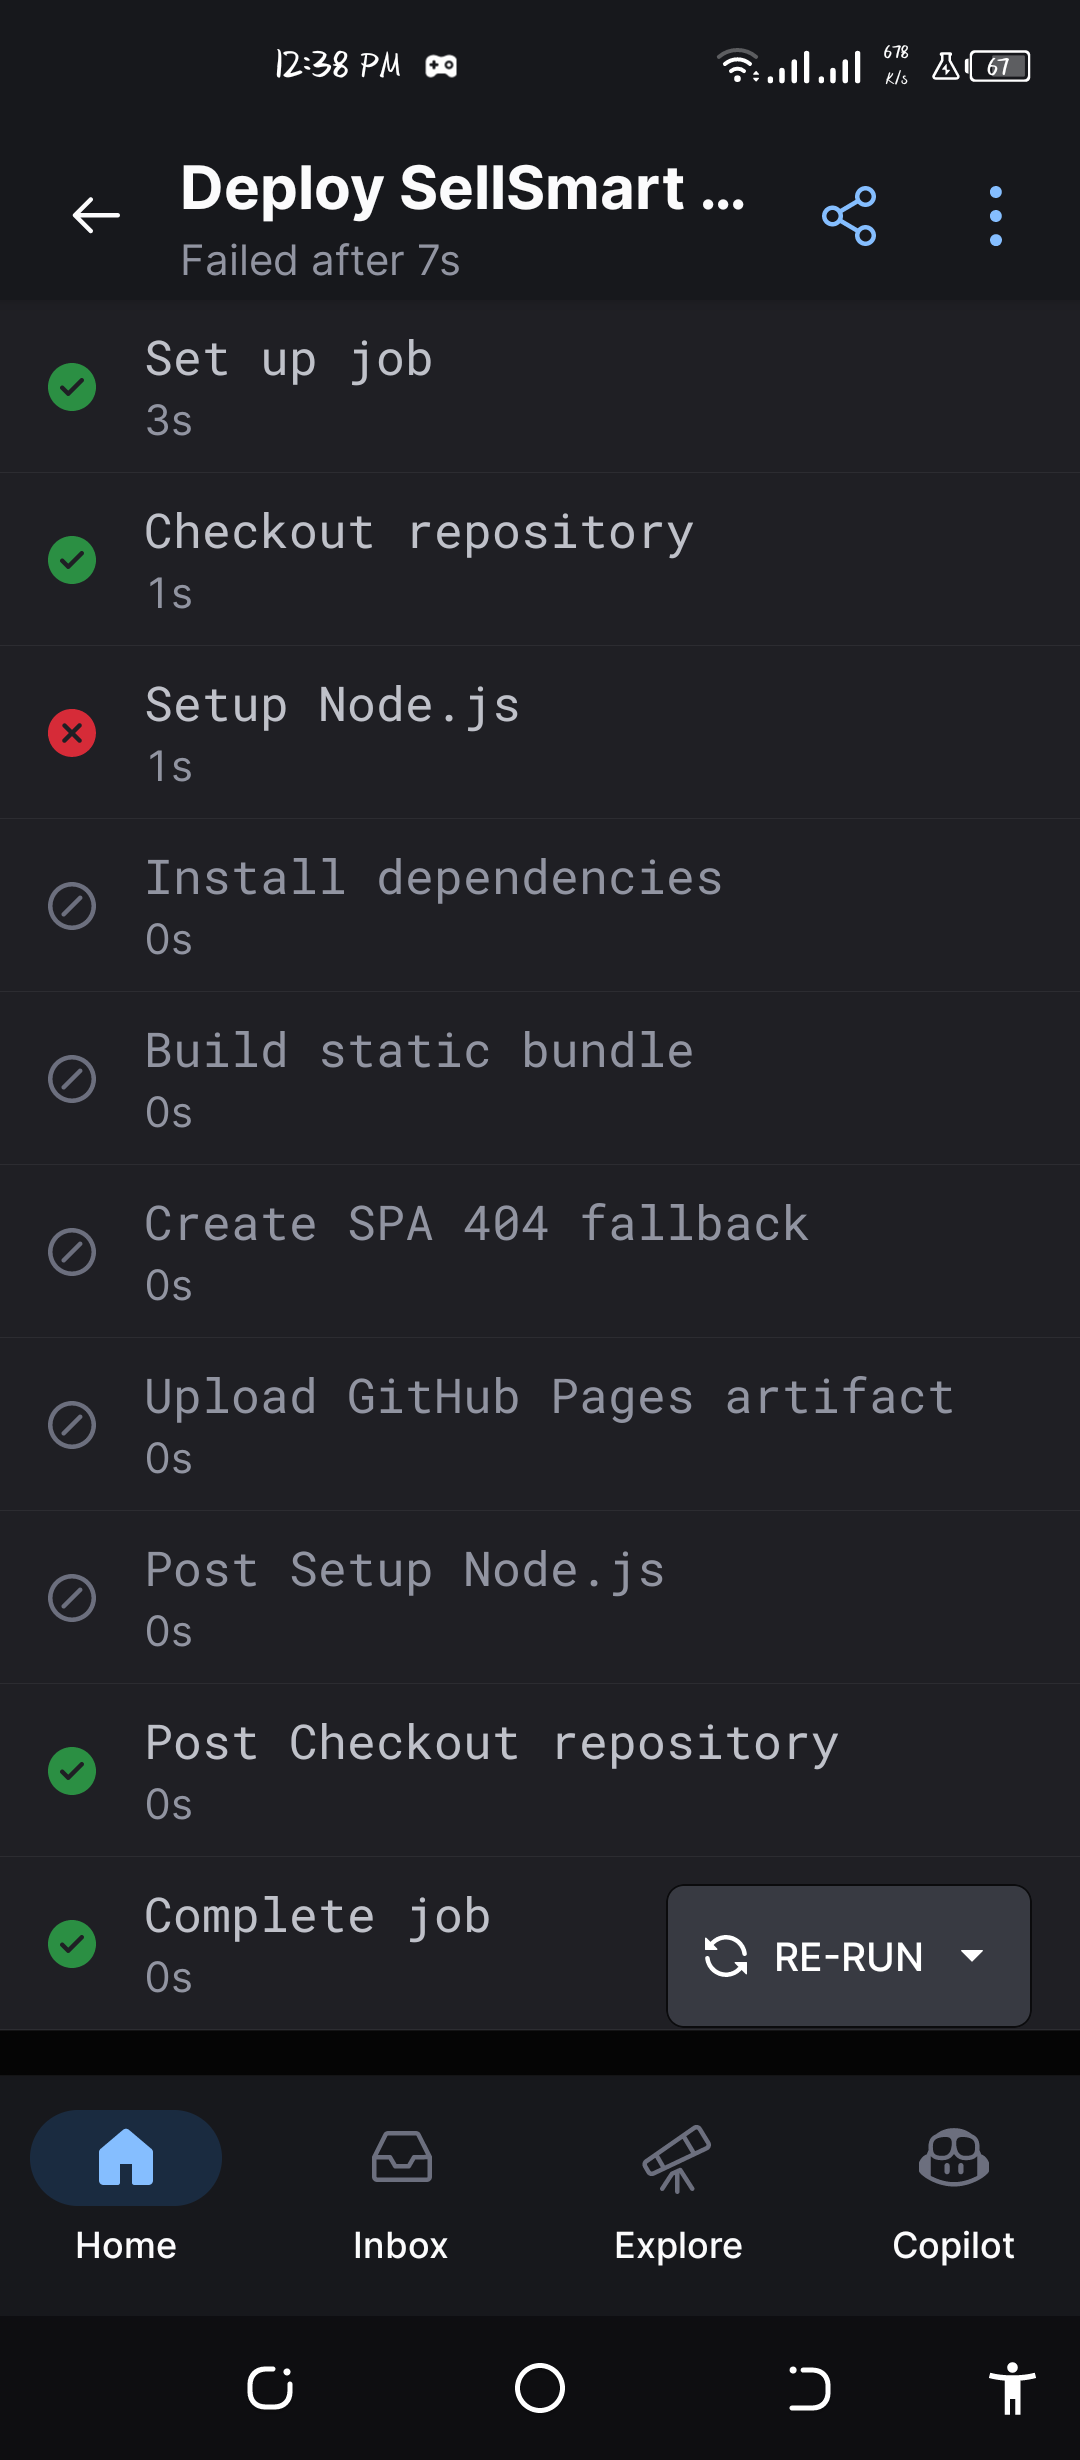 12:38 PM
678
K/s
67
Deploy SellSmart ...
Failed after 7s
Set up job
3s
Checkout repository
1s
Setup Node.js
1s
Install dependencies
0s
Build static bundle
0s
Create SPA 404 fallback
0s
Upload GitHub Pages artifact
0s
Post Setup Node.js
0s
Post Checkout repository
0s
Complete job
0s
RE-RUN
Home
Inbox
Explore
Copilot